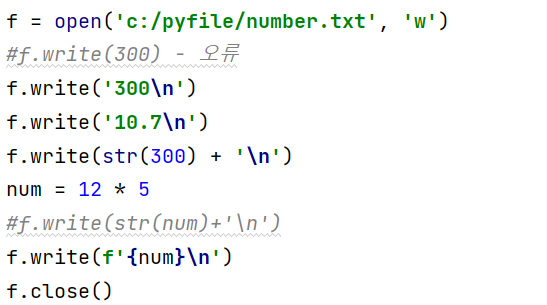 f = open('c:/pyfile/number.txt', 'w')
#f.write(300) - 오류
f.write('300\n')
f.write('10.7\n')
f.write(str(300) + '\n')
num = 12 * 5
#f.write(str(num)+'\n')
f.write(f'{num}\n')
f.close()